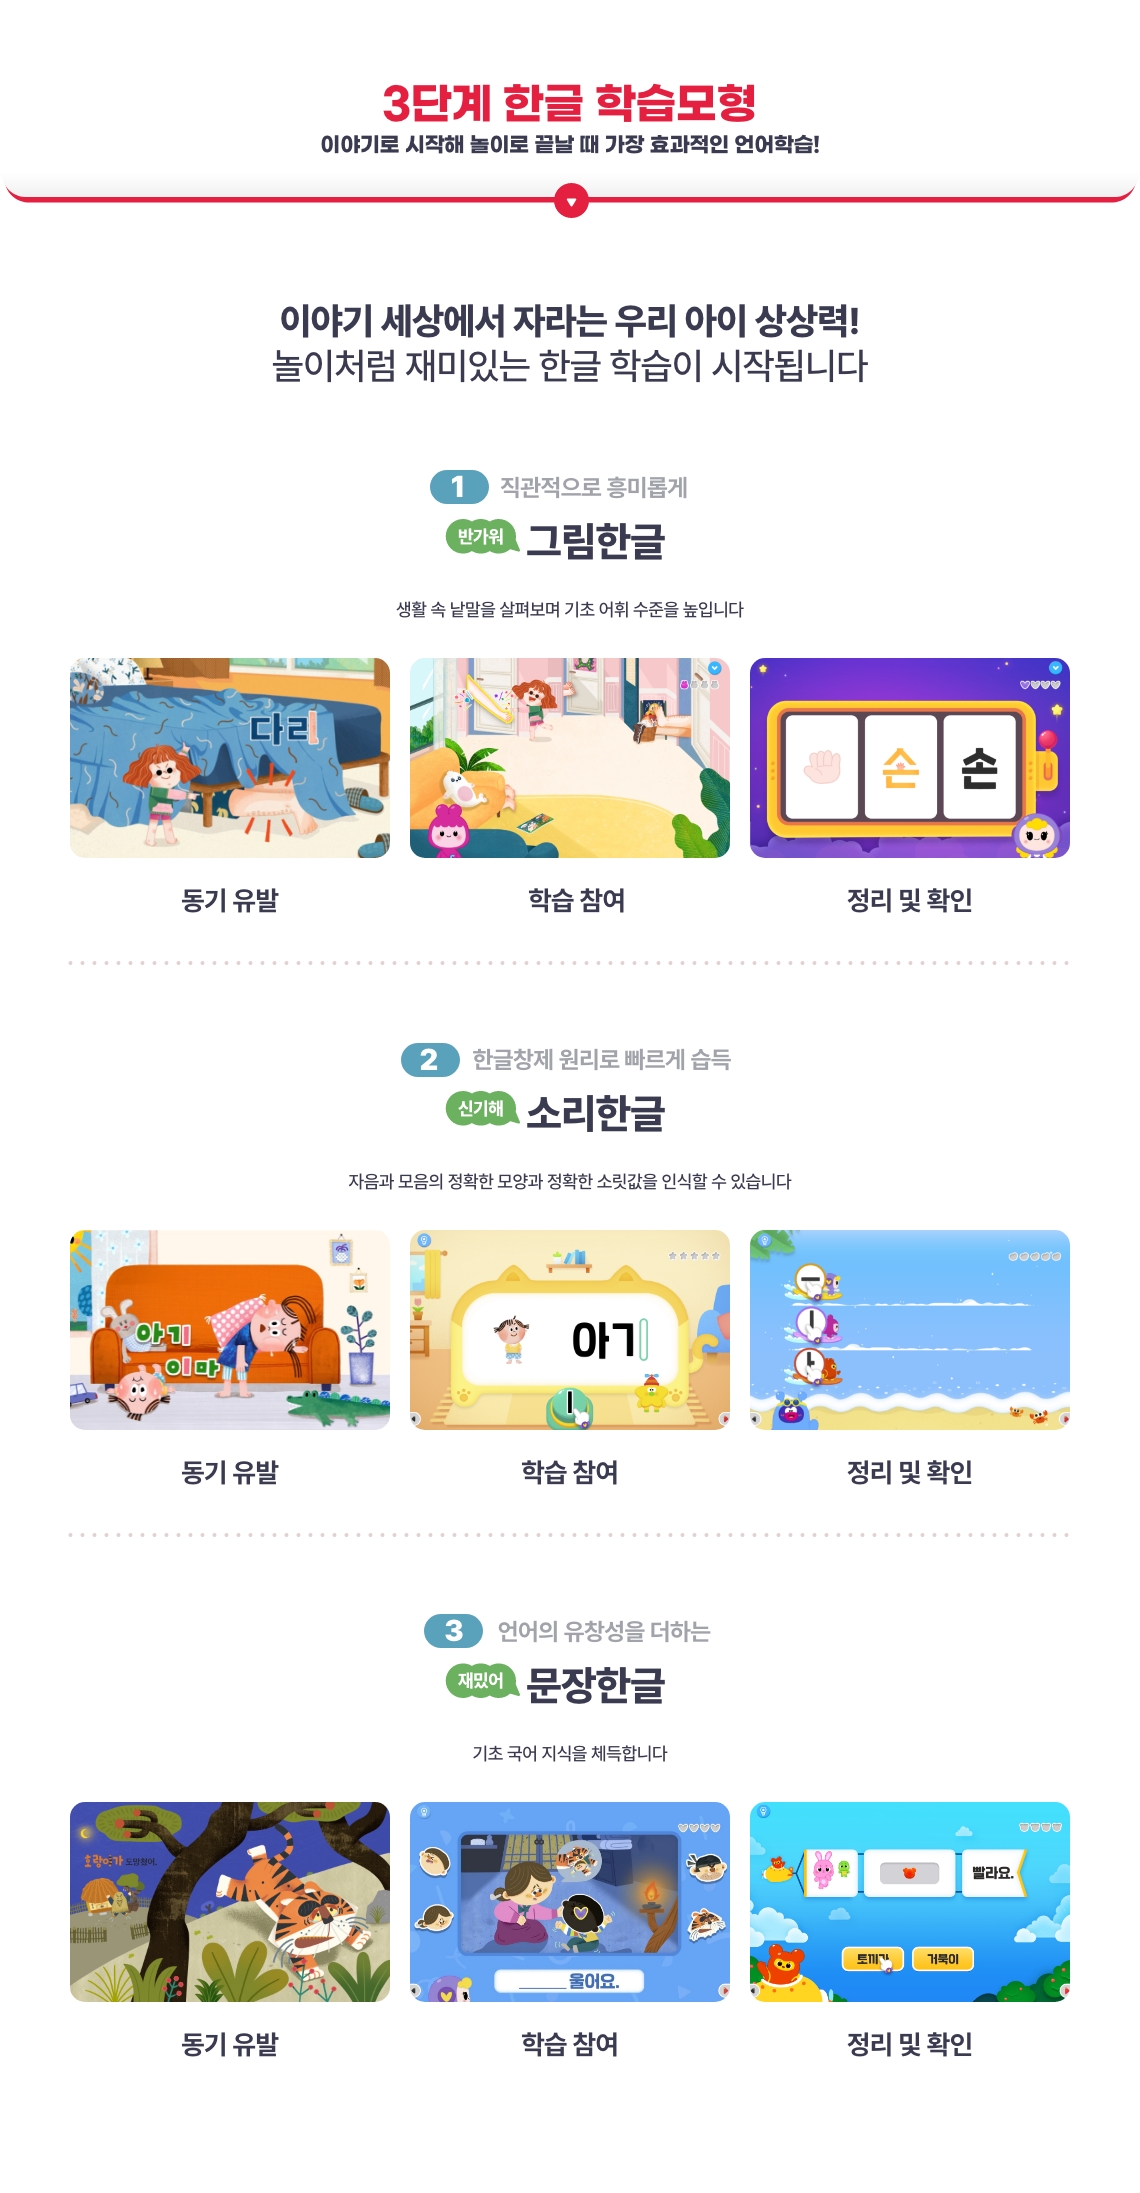 3단계 한글 학습모형
이야기로 시작해 놀이로 끝날 때 가장 효과적인 언어학습!
이야기 세상에서 자라는 우리 아이 상상력!
놀이처럼 재미있는 한글 학습이 시작됩니다
1 직관적으로 흥미롭게
반가워 그림한글
생활 속 낱말을 살펴보며 기초 어휘 수준을 높입니다
다리
손 손
동기 유발
학습 참여
정리 및 확인
2 한글창제 원리로 빠르게 습득
신기해 소리한글
자음과 모음의 정확한 모양과 정확한 소릿값을 인식할 수 있습니다
아기
이마
아기
ㅣ
ㅡ
ㅣ
ㅏ
동기 유발
학습 참여
정리 및 확인
3 언어의 유창성을 더하는
재밌어 문장한글
기초 국어 지식을 체득합니다
호랑이가 도망쳤어.
______ 울어요.
빨라요.
토끼가 거북이
동기 유발
학습 참여
정리 및 확인